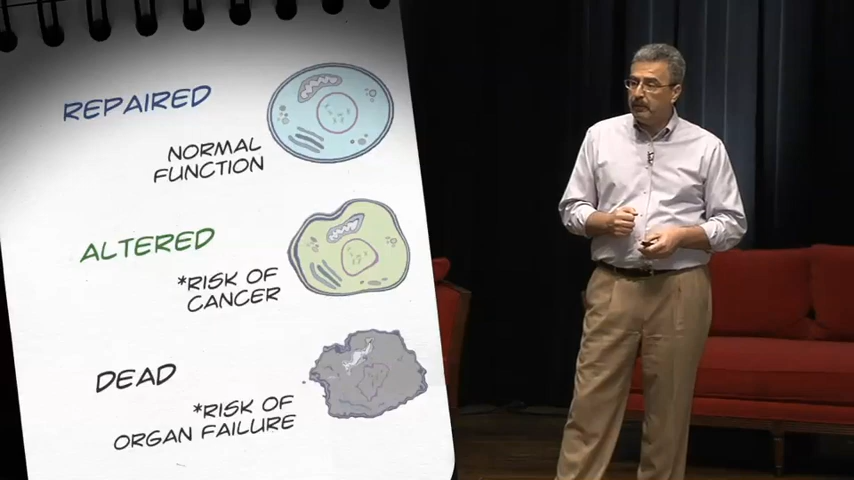 REPAIRED
NORMAL
FUNCTION
ALTERED
*RISK OF
CANCER
DEAD
*RISK OF
ORGAN FAILURE